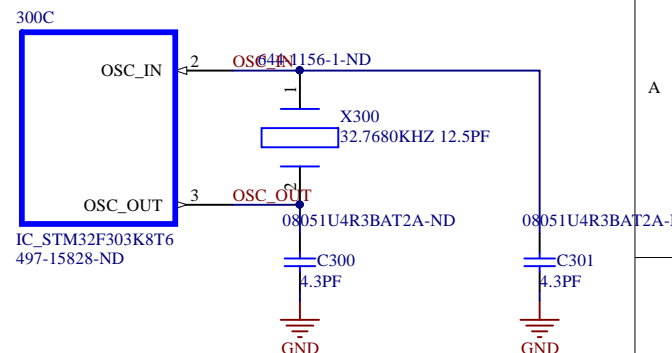 300C
OSC_IN
2
OSC_IN
644-1156-1-ND
1
A
X300
32.7680KHZ 12.5PF
2
OSC_OUT
3
OSC_OUT
08051U4R3BAT2A-ND
08051U4R3BAT2A-
IC_STM32F303K8T6
497-15828-ND
C300
4.3PF
C301
4.3PF
GND
GND